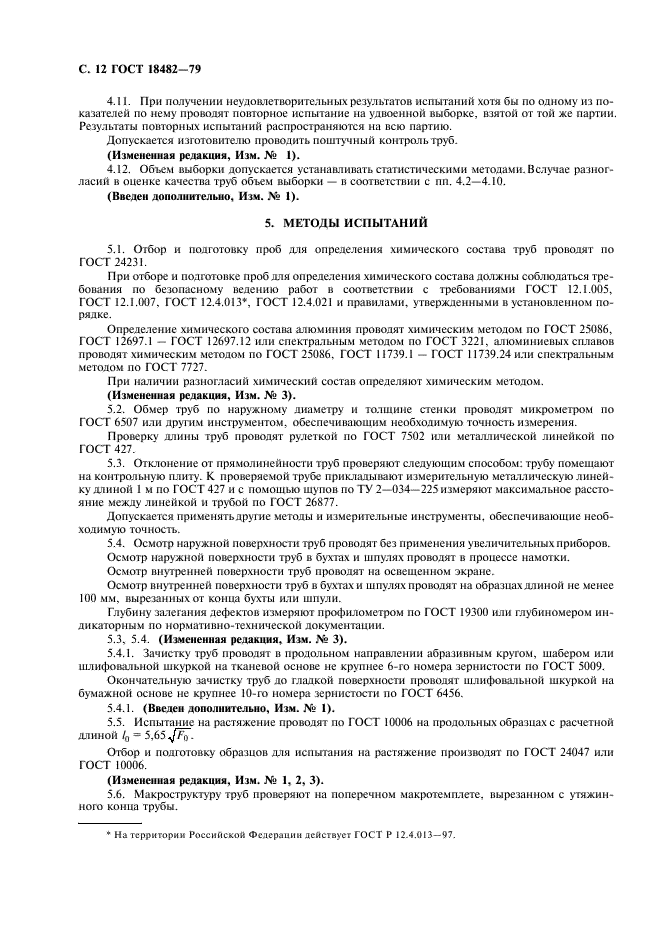 С. 12 ГОСТ 18482—79
4.11. При получении неудовлетворительных результатов испытаний хотя бы по одному из по-
казателей по нему проводят повторное испытание на удвоенной выборке, взятой от той же партии.
Результаты повторных испытаний распространяются на всю партию.
Допускается изготовителю проводить поштучный контроль труб.
(Измененная редакция, Изм. № 1).
4.12. Объем выборки допускается устанавливать статистическими методами. Вслучае разног-
ласий в оценке качества труб объем выборки — в соответствии с пп. 4.2—4.10.
(Введен дополнительно, Изм. № 1).
5. МЕТОДЫ ИСПЫТАНИЙ
5.1. Отбор и подготовку проб для определения химического состава труб проводят по
ГОСТ 24231.
При отборе и подготовке проб для определения химического состава должны соблюдаться тре-
бования по безопасному ведению работ в соответствии с требованиями ГОСТ 12.1.005,
ГОСТ 12.1.007, ГОСТ 12.4.013*, ГОСТ 12.4.021 и правилами, утвержденными в установленном по-
рядке.
Определение химического состава алюминия проводят химическим методом по ГОСТ 25086,
ГОСТ 12697.1 — ГОСТ 12697.12 или спектральным методом по ГОСТ 3221, алюминиевых сплавов
проводят химическим методом по ГОСТ 25086, ГОСТ 11739.1 — ГОСТ 11739.24 или спектральным
методом по ГОСТ 7727.
При наличии разногласий химический состав определяют химическим методом.
(Измененная редакция, Изм. № 3).
5.2. Обмер труб по наружному диаметру и толщине стенки проводят микрометром по
ГОСТ 6507 или другим инструментом, обеспечивающим необходимую точность измерения.
Проверку длины труб проводят рулеткой по ГОСТ 7502 или металлической линейкой по
ГОСТ 427.
5.3. Отклонение от прямолинейности труб проверяют следующим способом: трубу помещают
на контрольную плиту. К проверяемой трубе прикладывают измерительную металлическую линей-
ку длиной 1 м по ГОСТ 427 и с помощью щупов по ТУ 2—034—225 измеряют максимальное рассто-
яние между линейкой и трубой по ГОСТ 26877.
Допускается применять другие методы и измерительные инструменты, обеспечивающие необ-
ходимую точность.
5.4. Осмотр наружной поверхности труб проводят без применения увеличительных приборов.
Осмотр наружной поверхности труб в бухтах и шпулях проводят в процессе намотки.
Осмотр внутренней поверхности труб проводят на освещенном экране.
Осмотр внутренней поверхности труб в бухтах и шпулях проводят на образцах длиной не менее
100 мм, вырезанных от конца бухты или шпули.
Глубину залегания дефектов измеряют профилометром по ГОСТ 19300 или глубиномером ин-
дикаторным по нормативно-технической документации.
5.3, 5.4. (Измененная редакция, Изм. № 3).
5.4.1. Зачистку труб проводят в продольном направлении абразивным кругом, шабером или
шлифовальной шкуркой на тканевой основе не крупнее 6-го номера зернистости по ГОСТ 5009.
Окончательную зачистку труб до гладкой поверхности проводят шлифовальной шкуркой на
бумажной основе не крупнее 10-го номера зернистости по ГОСТ 6456.
5.4.1. (Введен дополнительно, Изм. № 1).
5.5. Испытание на растяжение проводят по ГОСТ 10006 на продольных образцах с расчетной
длиной l₀ = 5,65 √F₀.
Отбор и подготовку образцов для испытания на растяжение производят по ГОСТ 24047 или
ГОСТ 10006.
(Измененная редакция, Изм. № 1, 2, 3).
5.6. Макроструктуру труб проверяют на поперечном макротемплете, вырезанном с утяжин-
ного конца трубы.
* На территории Российской Федерации действует ГОСТ Р 12.4.013—97.